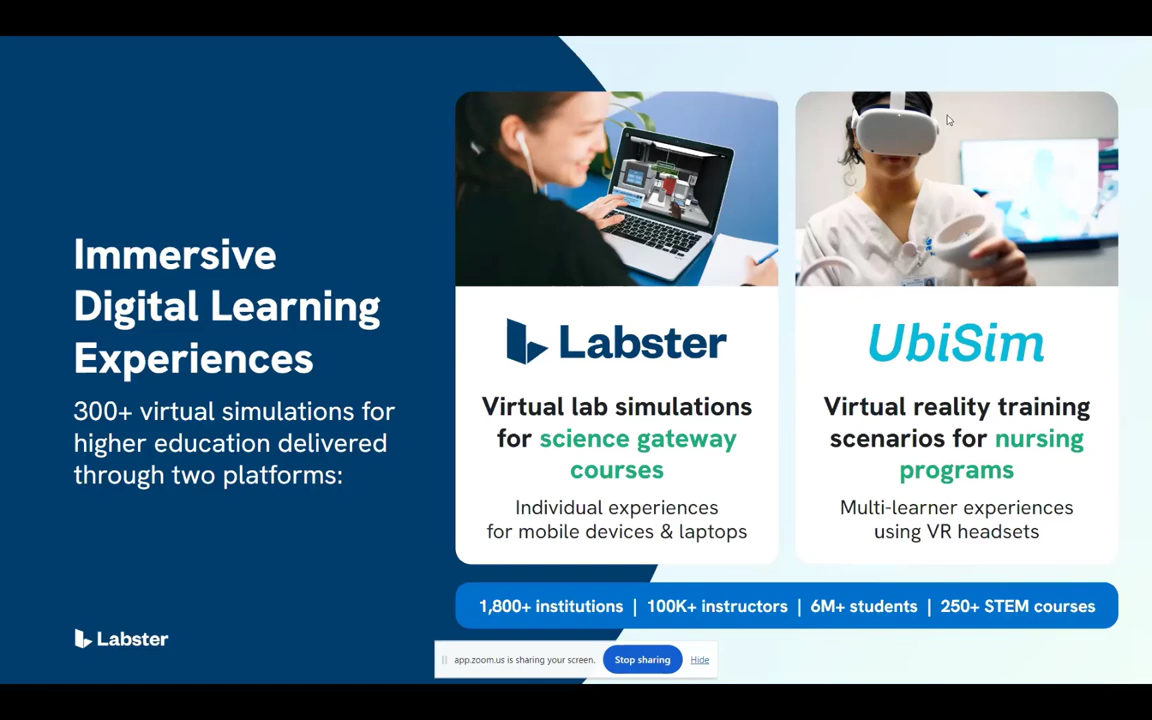 Immersive
Digital Learning
Experiences
300+ virtual simulations for
higher education delivered
through two platforms:
Labster
Virtual lab simulations
for science gateway
courses
Individual experiences
for mobile devices & laptops
UbiSim
Virtual reality training
scenarios for nursing
programs
Multi-learner experiences
using VR headsets
1,800+ institutions | 100K+ instructors | 6M+ students | 250+ STEM courses
Labster
app.zoom.us is sharing your screen. Stop sharing Hide